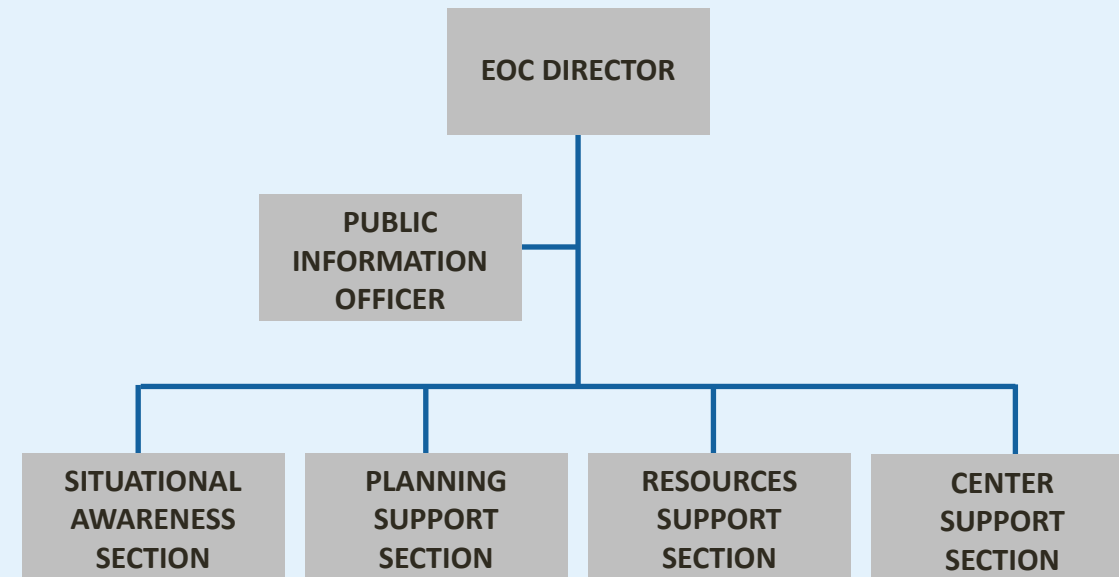 EOC DIRECTOR
PUBLIC
INFORMATION
OFFICER
SITUATIONAL
AWARENESS
SECTION
PLANNING
SUPPORT
SECTION
RESOURCES
SUPPORT
SECTION
CENTER
SUPPORT
SECTION